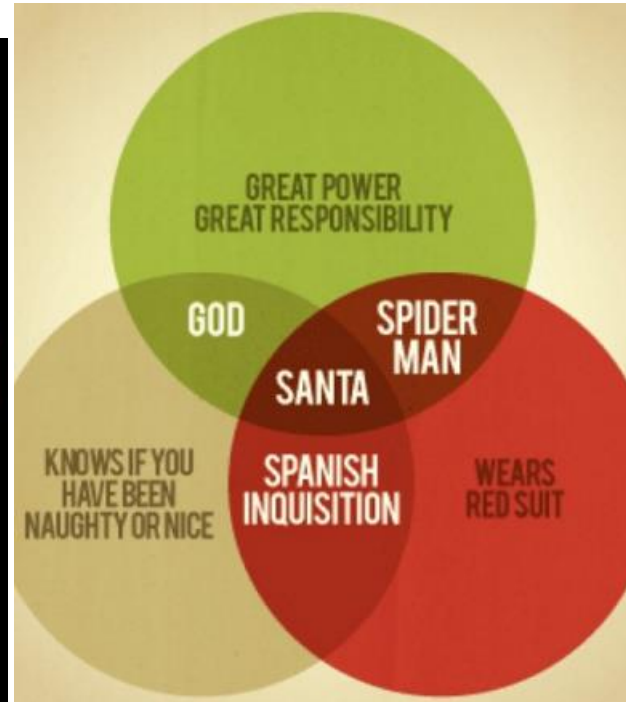 GREAT POWER
GREAT RESPONSIBILITY
GOD
SPIDER
MAN
SANTA
KNOWS IF YOU
HAVE BEEN
NAUGHTY OR NICE
SPANISH
INQUISITION
WEARS
RED SUIT